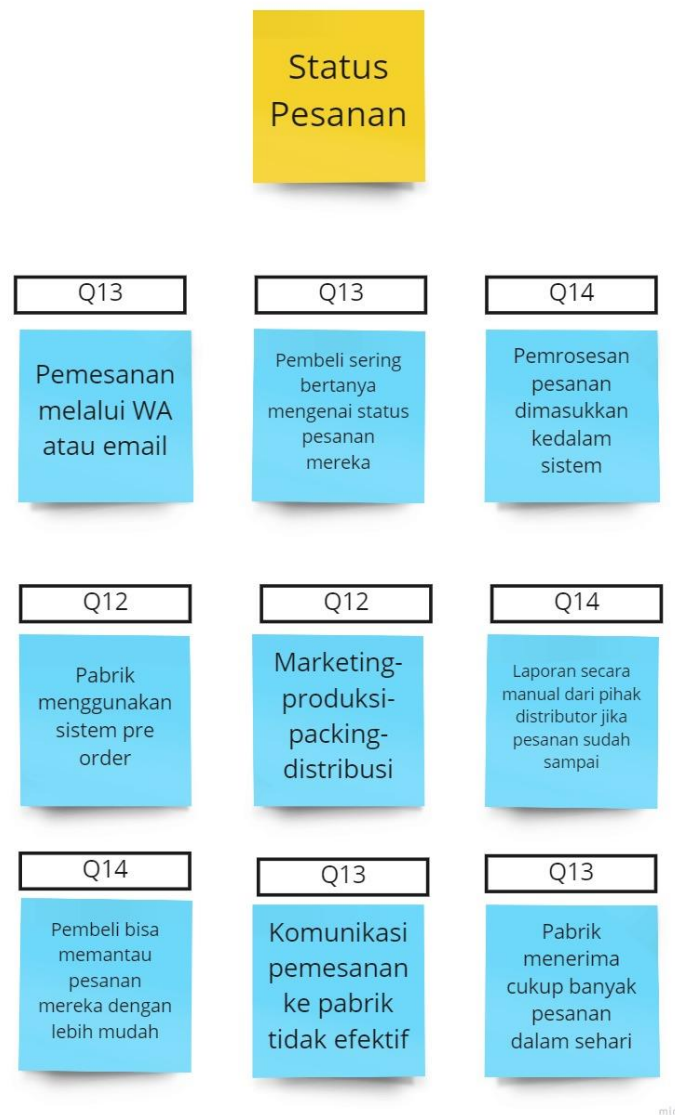 Status
Pesanan
Q13
Pemesanan
melalui WA
atau email
Q13
Pembeli sering
bertanya
mengenai status
pesanan
mereka
Q14
Pemrosesan
pesanan
dimasukkan
kedalam
sistem
Q12
Pabrik
menggunakan
sistem pre
order
Q12
Marketing-
produksi-
packing-
distribusi
Q14
Laporan secara
manual dari pihak
distributor jika
pesanan sudah
sampai
Q14
Pembeli bisa
memantau
pesanan
mereka dengan
lebih mudah
Q13
Komunikasi
pemesanan
ke pabrik
tidak efektif
Q13
Pabrik
menerima
cukup banyak
pesanan
dalam sehari